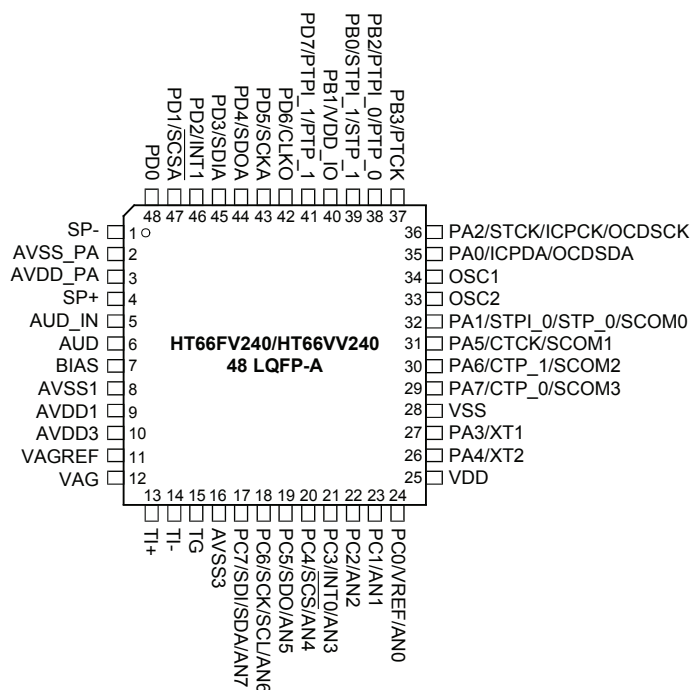 PD0
PD1/SCSA
PD2/INT1
PD3/SDIA
PD4/SDOA
PD5/SCKA
PD6/CLKO
PD7/PTPI_1/PTP_1
PB1/VDD_IO
PB0/STPI_1/STP_1
PB2/PTPI_0/PTP_0
PB3/PTCK
48 47 46 45 44 43 42 41 40 39 38 37
SP- 1
AVSS_PA 2
AVDD_PA 3
SP+ 4
AUD_IN 5
AUD 6
BIAS 7
AVSS1 8
AVDD1 9
AVDD3 10
VAGREF 11
VAG 12
HT66FV240/HT66VV240
48 LQFP-A
36 PA2/STCK/ICPCK/OCDSCK
35 PA0/ICPDA/OCDSDA
34 OSC1
33 OSC2
32 PA1/STPI_0/STP_0/SCOM0
31 PA5/CTCK/SCOM1
30 PA6/CTP_1/SCOM2
29 PA7/CTP_0/SCOM3
28 VSS
27 PA3/XT1
26 PA4/XT2
25 VDD
13 14 15 16 17 18 19 20 21 22 23 24
TI+
TI-
TG
AVSS3
PC7/SDI/SDA/AN7
PC6/SCK/SCL/AN6
PC5/SDO/AN5
PC4/SCS/AN4
PC3/INT0/AN3
PC2/AN2
PC1/AN1
PC0/VREF/AN0